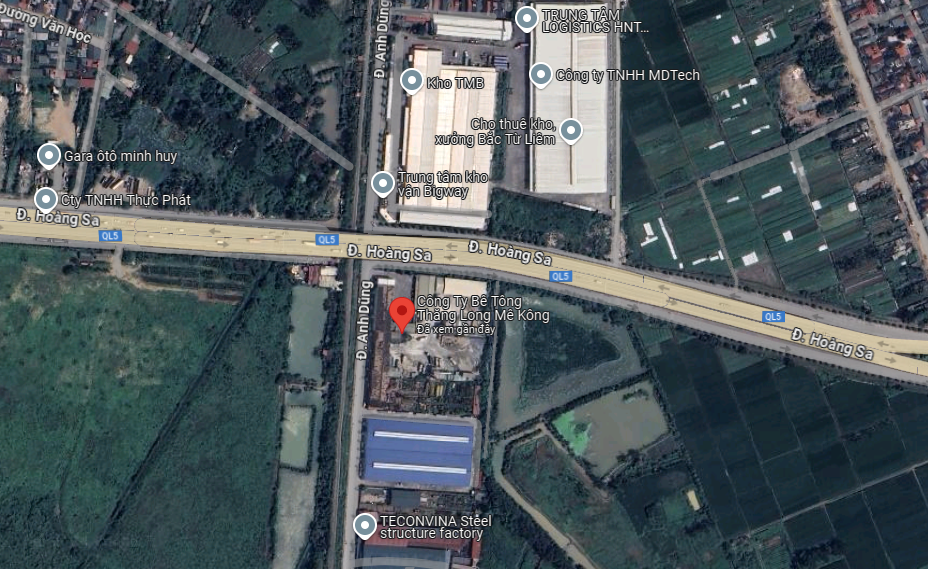 Đường Văn Học
Đ. Anh Dũng
TRUNG TÂM
LOGISTICS HNT...
Kho TMB
Công ty TNHH MDTech
Cho thuê kho,
xưởng Bắc Từ Liêm
Gara ôtô minh huy
Trung tâm kho
vận Bigway
Cty TNHH Thực Phát
Đ. Hoàng Sa
QL5
QL5
Đ. Hoàng Sa
Đ. Hoàng Sa
QL5
Đ. Anh Dũng
Công Ty Bê Tông
Thăng Long Mê Kông
Đã xem gần đây
QL5
Đ. Hoàng Sa
TECONVINA Steel
structure factory